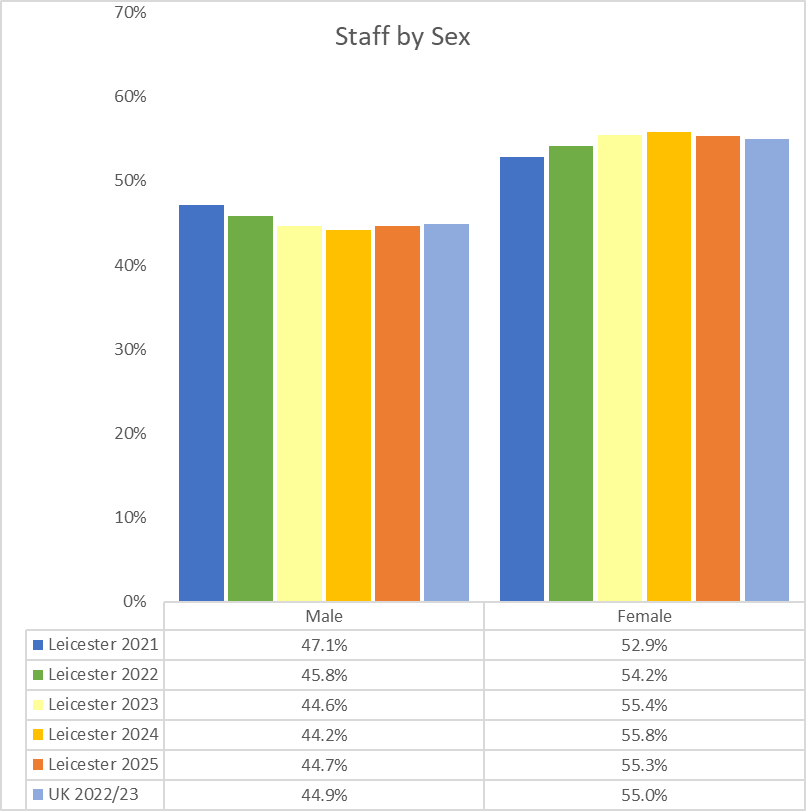 70%
Staff by Sex
60%
50%
40%
30%
20%
10%
0%
Male Female
Leicester 2021 47.1% 52.9%
Leicester 2022 45.8% 54.2%
Leicester 2023 44.6% 55.4%
Leicester 2024 44.2% 55.8%
Leicester 2025 44.7% 55.3%
UK 2022/23 44.9% 55.0%